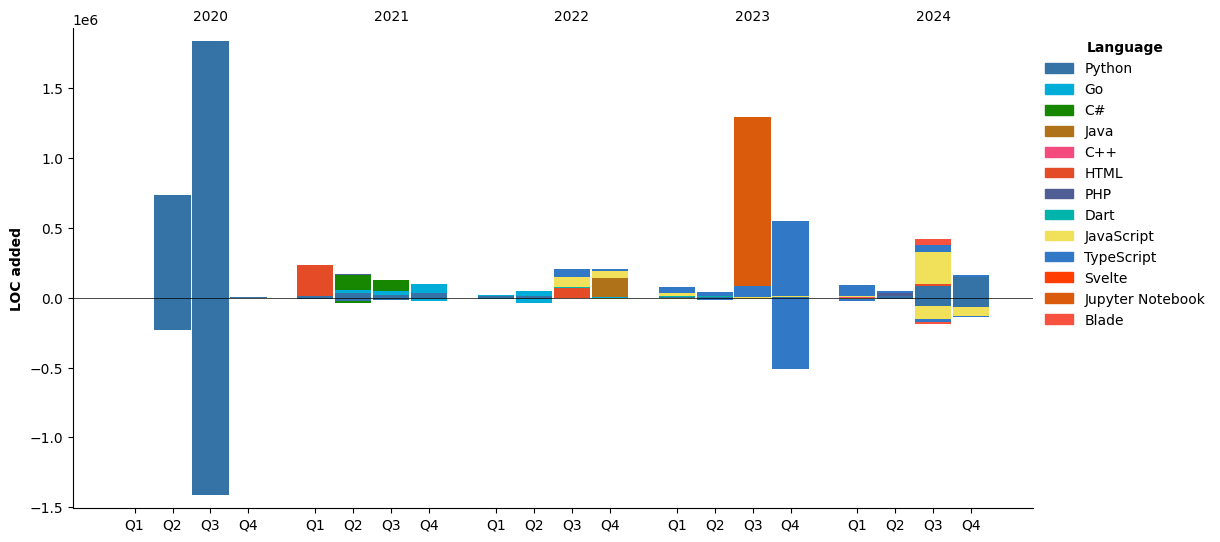 2020 2021 2022 2023 2024
1e6
Language
Python
Go
C#
Java
C++
HTML
PHP
Dart
JavaScript
TypeScript
Svelte
Jupyter Notebook
Blade
LOC added
1.5
1.0
0.5
0.0
−0.5
−1.0
−1.5
Q1 Q2 Q3 Q4 Q1 Q2 Q3 Q4 Q1 Q2 Q3 Q4 Q1 Q2 Q3 Q4 Q1 Q2 Q3 Q4